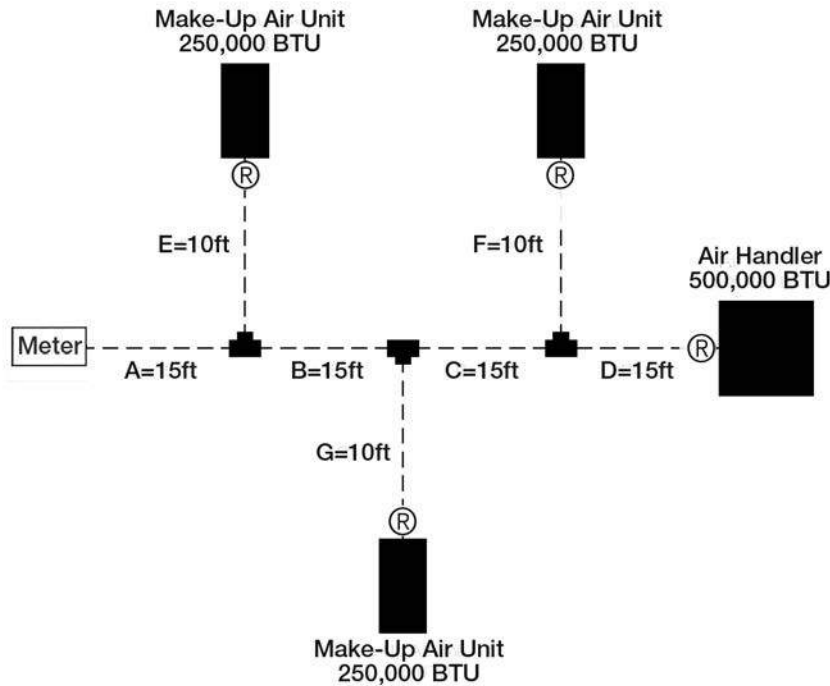 Make-Up Air Unit
250,000 BTU
Make-Up Air Unit
250,000 BTU
R
R
E=10ft
F=10ft
Air Handler
500,000 BTU
Meter
R
A=15ft
B=15ft
C=15ft
D=15ft
G=10ft
R
Make-Up Air Unit
250,000 BTU